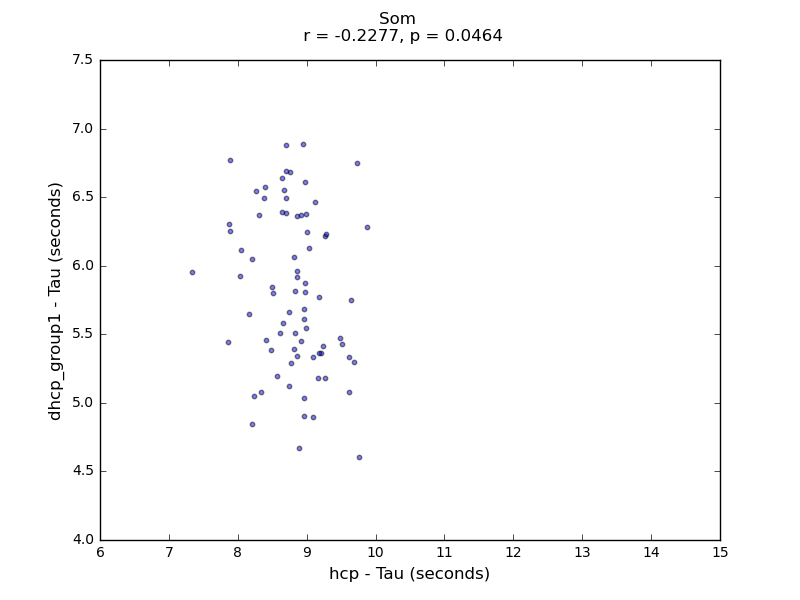 Som
r = -0.2277, p = 0.0464
7.5
7.0
6.5
6.0
5.5
5.0
4.5
4.0
dhcp_group1 - Tau (seconds)
6 7 8 9 10 11 12 13 14 15
hcp - Tau (seconds)